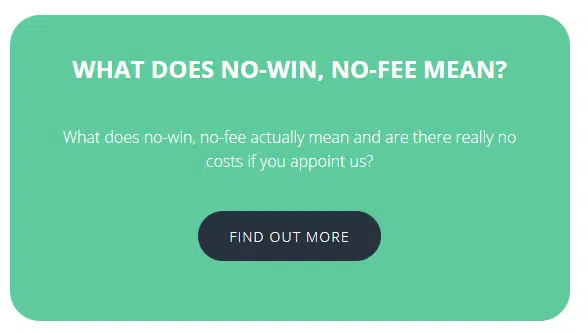 WHAT DOES NO-WIN, NO-FEE MEAN?
What does no-win, no-fee actually mean and are there really no
costs if you appoint us?
FIND OUT MORE